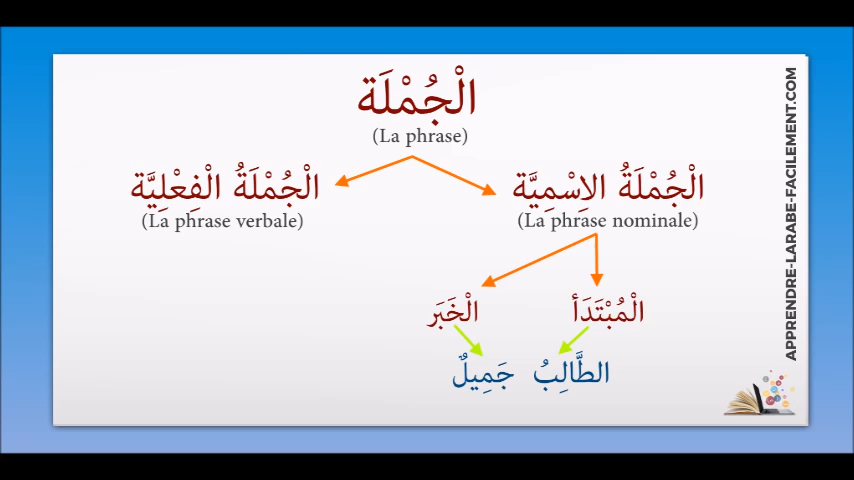 الْجُمْلَة
(La phrase)
الْجُمْلَةُ الاِسْمِيَّة
(La phrase nominale)
الْجُمْلَةُ الْفِعْلِيَّة
(La phrase verbale)
الْمُبْتَدَأ
الْخَبَر
الطَّالِبُ جَمِيلٌ
APPRENDRE-LARABE-FACILEMENT.COM